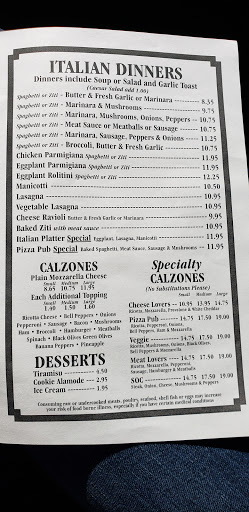 ITALIAN DINNERS
Dinners include Soup or Salad and Garlic Toast
(Caesar Salad add 1.00)
Spaghetti or Ziti - Butter & Fresh Garlic or Marinara 8.35
Spaghetti or Ziti - Marinara & Mushrooms 9.75
Spaghetti or Ziti - Marinara, Mushrooms, Onions, Peppers 10.75
Spaghetti or Ziti - Meat Sauce or Meatballs or Sausage 10.75
Spaghetti or Ziti - Marinara, Sausage, Peppers & Onions 11.25
Spaghetti or Ziti - Broccoli, Butter & Fresh Garlic 10.75
Chicken Parmigiana Spaghetti or Ziti 11.95
Eggplant Parmigiana Spaghetti or Ziti 11.95
Eggplant Rolitini Spaghetti or Ziti 12.25
Manicotti 10.50
Lasagna 10.95
Vegetable Lasagna 10.95
Cheese Ravioli Butter & Fresh Garlic or Marinara 9.95
Baked Ziti with meat sauce 10.95
Italian Platter Special Eggplant, Lasagna, Manicotti 11.95
Pizza Pub Special Baked Spaghetti, Meat Sauce, Sausage & Mushrooms 11.95
CALZONES
Plain Mozzarella Cheese
Small Medium Large
8.65 10.75 11.95
Each Additional Topping
Small Medium Large
1.40 1.50 1.60
Ricotta Cheese • Bell Peppers • Onions
Pepperoni • Sausage • Bacon • Mushrooms
Ham • Broccoli • Hamburger • Meatballs
Spinach • Black Olives Green Olives
Banana Peppers • Pineapple
DESSERTS
Tiramisu 4.50
Cookie Alamode 2.95
Ice Cream 1.95
Specialty
CALZONES
(No Substitutions Please)
Small Medium Large
Cheese Lovers 10.95 13.95 14.75
Ricotta, Mozzarella, Provolone & White Cheddar
Pizza Pub 14.75 17.50 19.00
Ricotta, Pepperoni, Onions,
Bell Peppers, Ham & Mushrooms
Veggie 14.75 17.50 19.00
Ricotta, Mushrooms, Onions, Black Olives,
Bell Peppers & Mozzarella
Meat Lovers 14.75 17.50 19.00
Ricotta, Mozzarella, Pepperoni,
Sausage, Hamburger & Meatballs
SOC 14.75 17.50 19.00
Steak, Onion, Cheese, Mushrooms & Peppers
Consuming raw or undercooked meats, poultry, seafood, shell fish or eggs may increase
your risk of food borne illness, especially if you have certain medical conditions